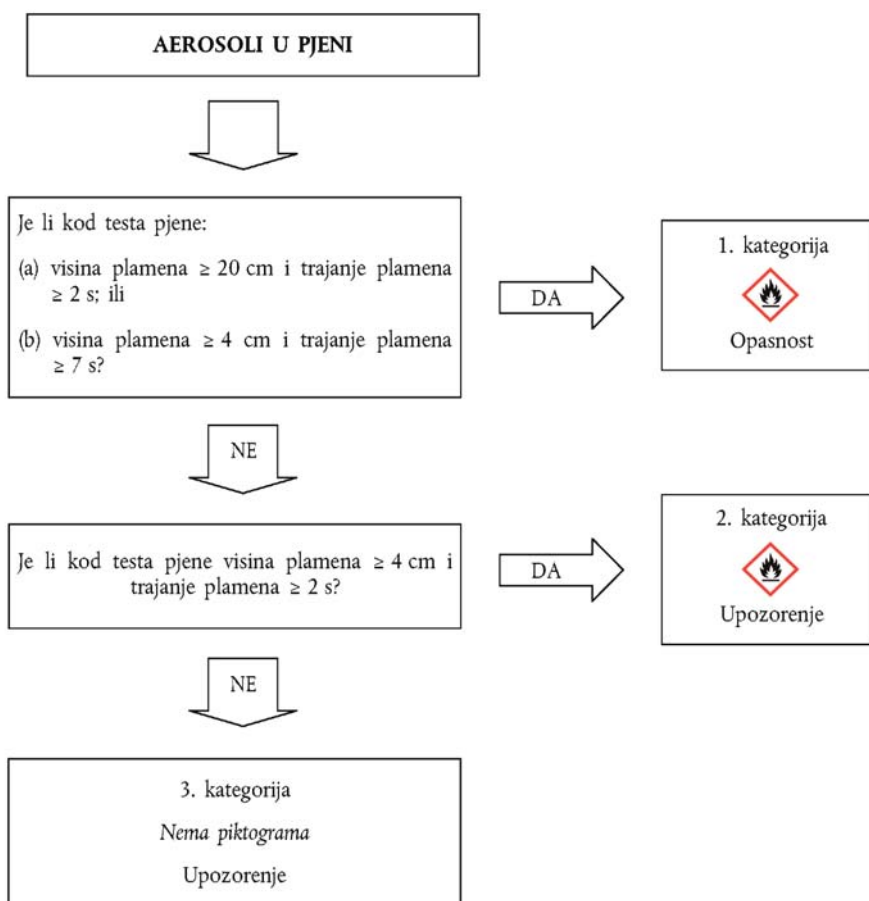 AEROSOLI U PJENI
Je li kod testa pjene:
(a) visina plamena ≥ 20 cm i trajanje plamena
≥ 2 s; ili
(b) visina plamena ≥ 4 cm i trajanje plamena
≥ 7 s?
DA
1. kategorija
Opasnost
NE
Je li kod testa pjene visina plamena ≥ 4 cm i
trajanje plamena ≥ 2 s?
DA
2. kategorija
Upozorenje
NE
3. kategorija
Nema piktograma
Upozorenje